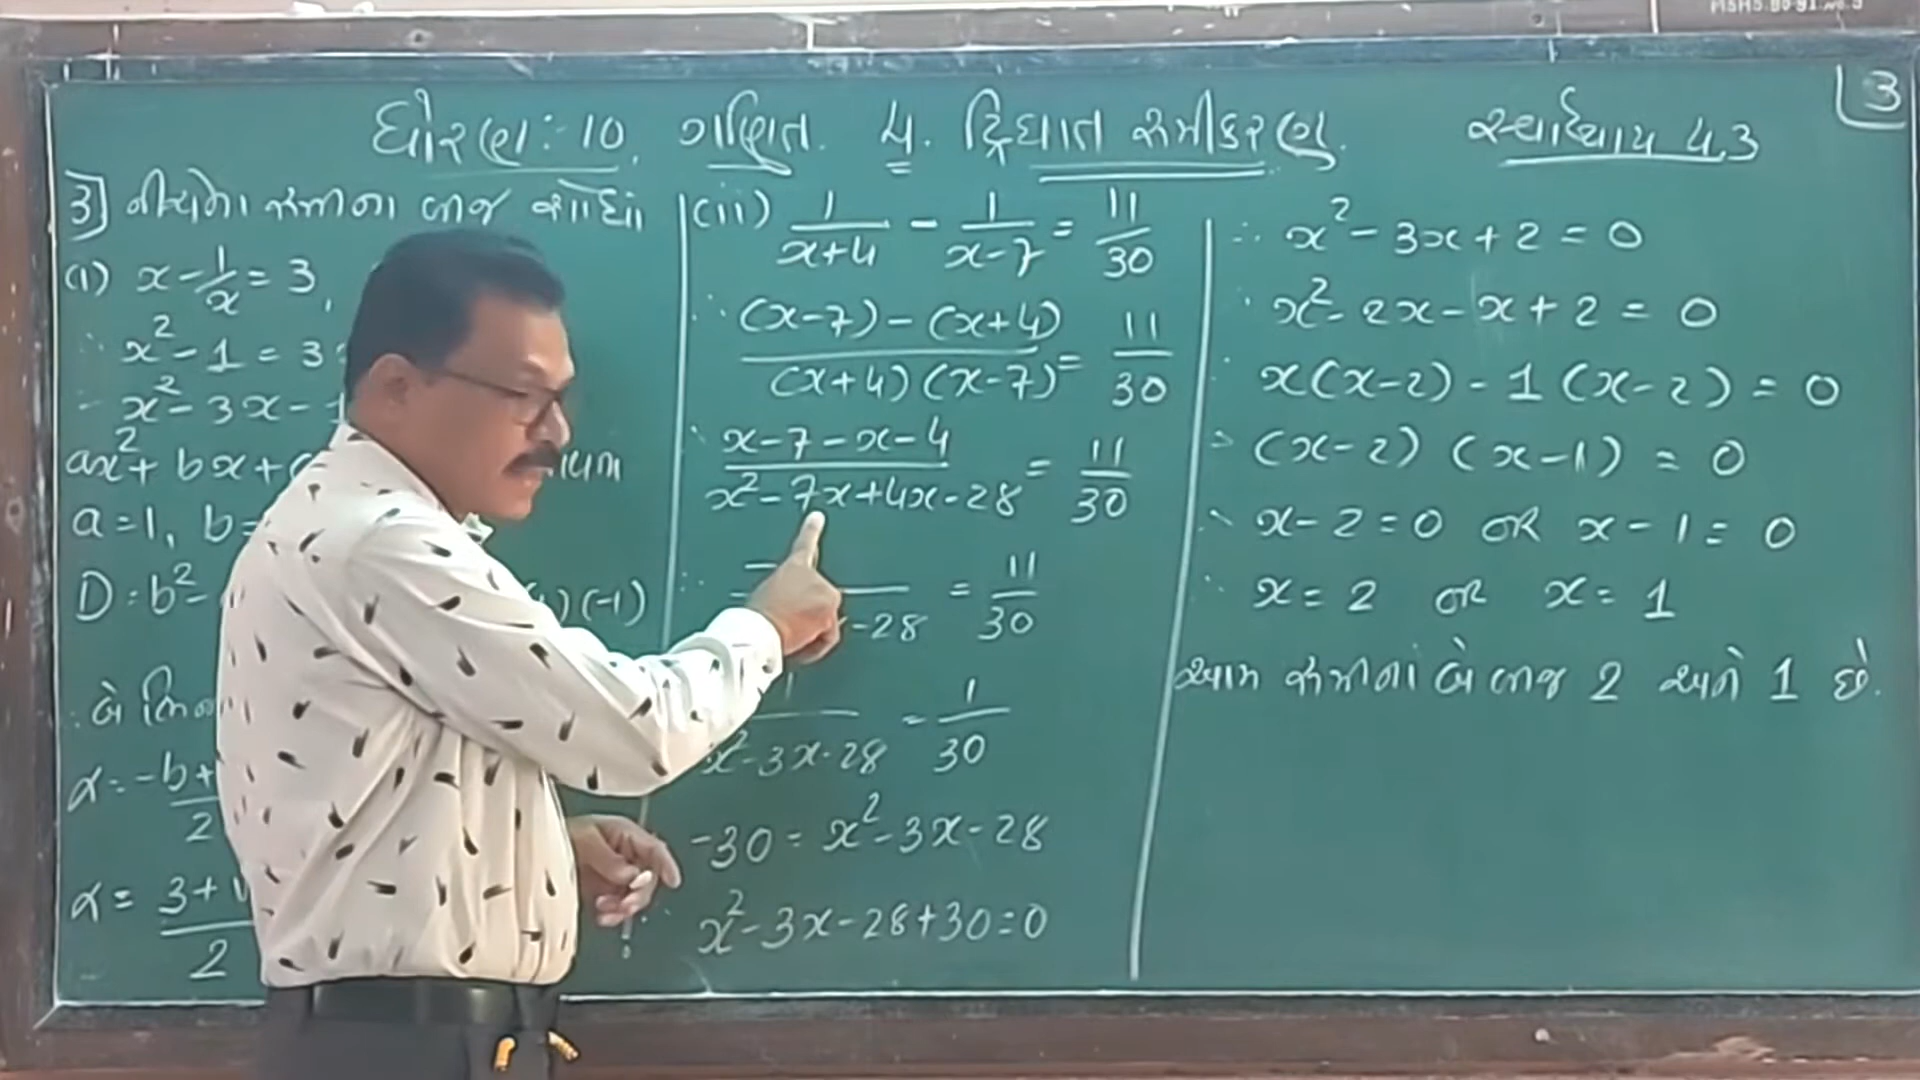 ધોરણ:- 10. ગણિત. 4. દ્વિઘાત સમીકરણ. સ્વાધ્યાય 4.3
3
3] નીચેના સમીના બીજ શોધો
(i) x - 1/x = 3,
∴ x² - 1 = 3
- x² - 3x - 1
ax² + bx +
a = 1, b =
D = b² - ) (-1)
∴ બે ભિન્ન
α = -b+ / 2
α = 3+√ / 2
(ii) 1/(x+4) - 1/(x-7) = 11/30
∴ (x-7) - (x+4) / (x+4) (x-7) = 11/30
∴ x-7-x-4 / x²-7x+4x-28 = 11/30
∴ - / -28 = 11/30
1 / x²-3x-28 = 1/30
-30 = x²-3x-28
∴ x²-3x-28+30=0
∴ x² - 3x + 2 = 0
∴ x² - 2x - x + 2 = 0
∴ x(x-2) - 1 (x-2) = 0
∴ (x-2) (x-1) = 0
∴ x-2=0 OR x-1= 0
∴ x = 2 OR x = 1
આમ સમીનાં બે બીજ 2 અને 1 છે.